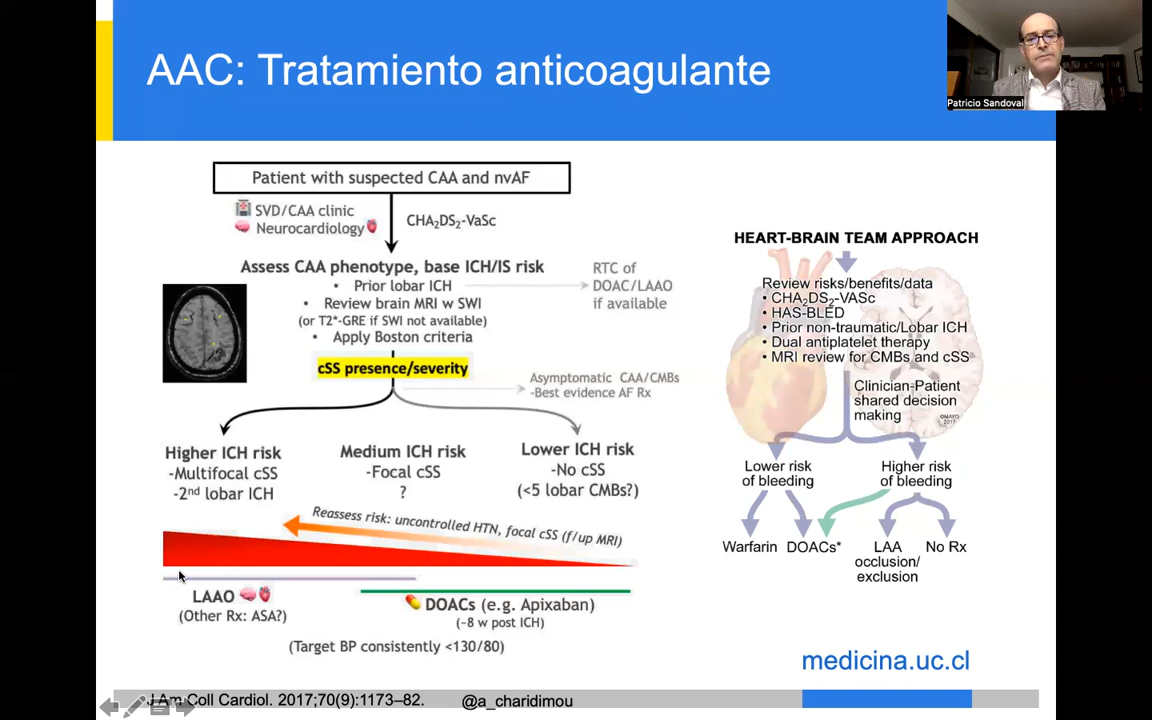 AAC: Tratamiento anticoagulante
Patricio Sandoval
Patient with suspected CAA and nvAF
SVD/CAA clinic
Neurocardiology
CHA2DS2-VaSc
Assess CAA phenotype, base ICH/IS risk
• Prior lobar ICH
• Review brain MRI w SWI
(or T2*-GRE if SWI not available)
• Apply Boston criteria
RTC of
DOAC/LAAO
if available
cSS presence/severity
Asymptomatic CAA/CMBs
-Best evidence AF Rx
Higher ICH risk
-Multifocal cSS
-2nd lobar ICH
Medium ICH risk
-Focal cSS
?
Lower ICH risk
-No cSS
(<5 lobar CMBs?)
Reassess risk: uncontrolled HTN, focal cSS (f/up MRI)
LAAO
(Other Rx: ASA?)
DOACs (e.g. Apixaban)
(~8 w post ICH)
(Target BP consistently <130/80)
HEART-BRAIN TEAM APPROACH
Review risks/benefits/data
• CHA2DS2-VASc
• HAS-BLED
• Prior non-traumatic/Lobar ICH
• Dual antiplatelet therapy
• MRI review for CMBs and cSS
Clinician-Patient
shared decision
making
©MAYO
2017
Lower risk
of bleeding
Higher risk
of bleeding
Warfarin
DOACs*
LAA
occlusion/
exclusion
No Rx
medicina.uc.cl
J Am Coll Cardiol. 2017;70(9):1173–82.
@a_charidimou